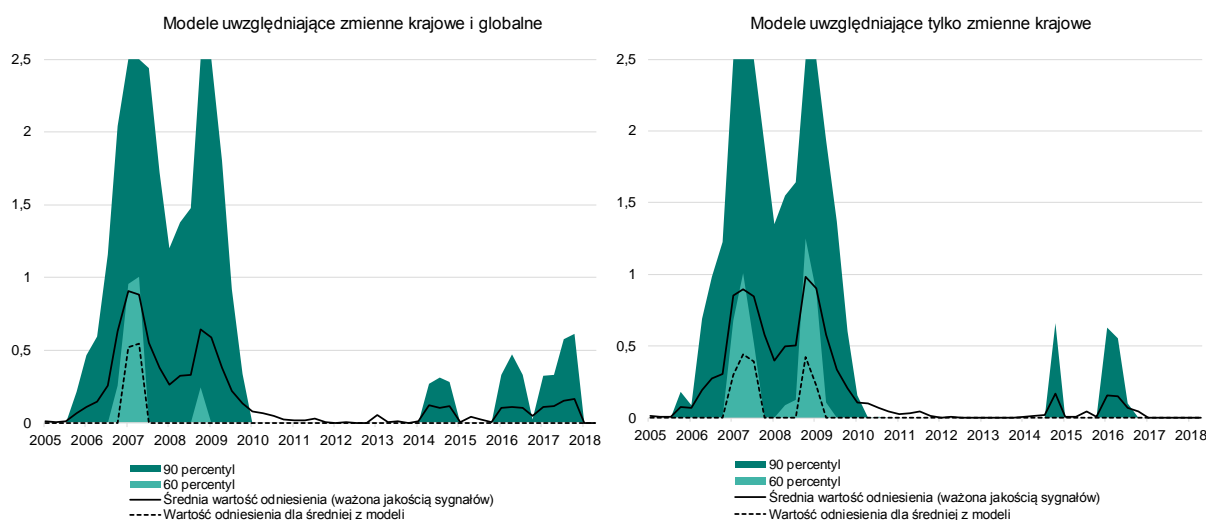 Modele uwzględniające zmienne krajowe i globalne
2,5
2
1,5
1
0,5
0
2005 2006 2007 2008 2009 2010 2011 2012 2013 2014 2015 2016 2017 2018
90 percentyl
60 percentyl
Średnia wartość odniesienia (ważona jakością sygnałów)
Wartość odniesienia dla średniej z modeli
Modele uwzględniające tylko zmienne krajowe
2,5
2
1,5
1
0,5
0
2005 2006 2007 2008 2009 2010 2011 2012 2013 2014 2015 2016 2017 2018
90 percentyl
60 percentyl
Średnia wartość odniesienia (ważona jakością sygnałów)
Wartość odniesienia dla średniej z modeli